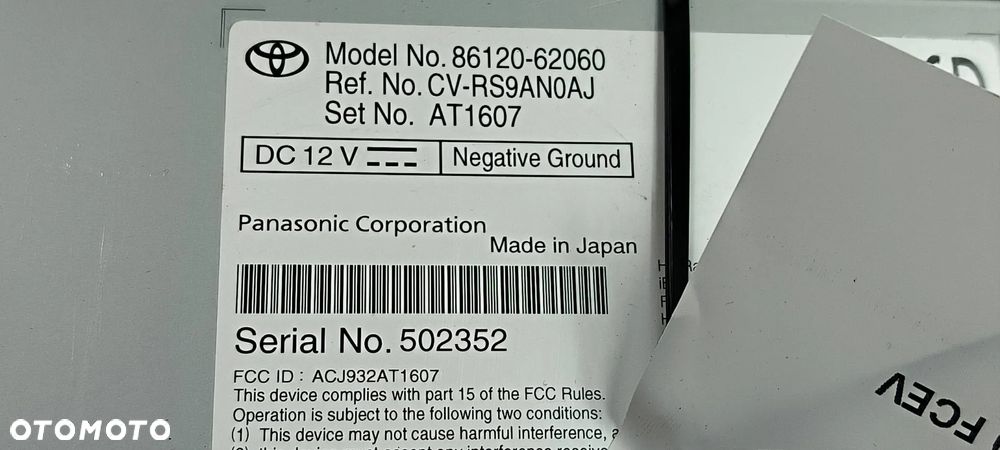 Model No. 86120-62060
Ref. No. CV-RS9AN0AJ
Set No. AT1607
DC 12 V
Negative Ground
Panasonic Corporation
Made in Japan
Serial No. 502352
FCC ID : ACJ932AT1607
This device complies with part 15 of the FCC Rules.
Operation is subject to the following two conditions:
(1) This device may not cause harmful interference,
FCEV
OTOMOTO